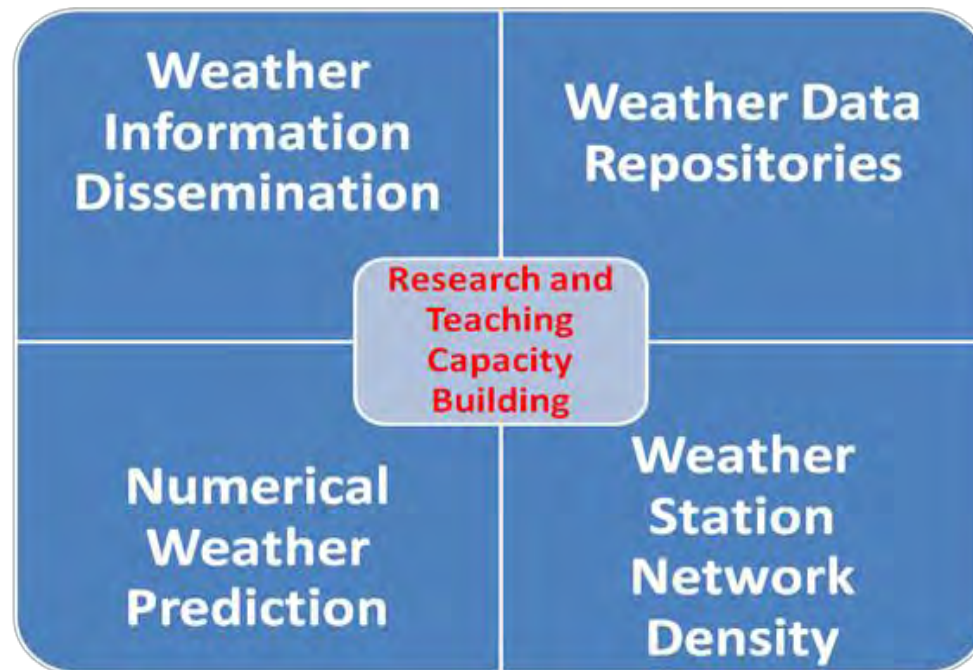 Weather
Information
Dissemination
Weather Data
Repositories
Research and
Teaching
Capacity
Building
Numerical
Weather
Prediction
Weather
Station
Network
Density